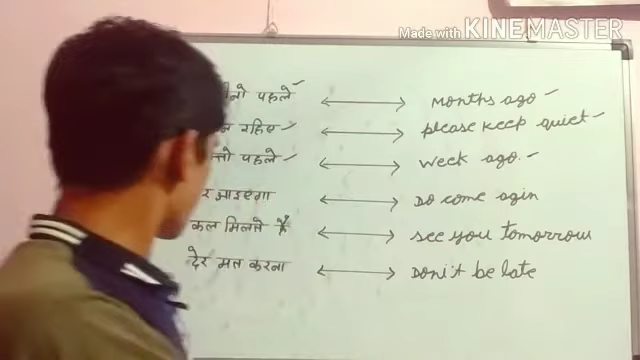 Made with KINEMASTER
पहले months ago
रहिए please keep quiet
पहले week ago
आइएगा Do come agin
कल मिलते हैं see you tomorrow
देर मत करना Don't be late